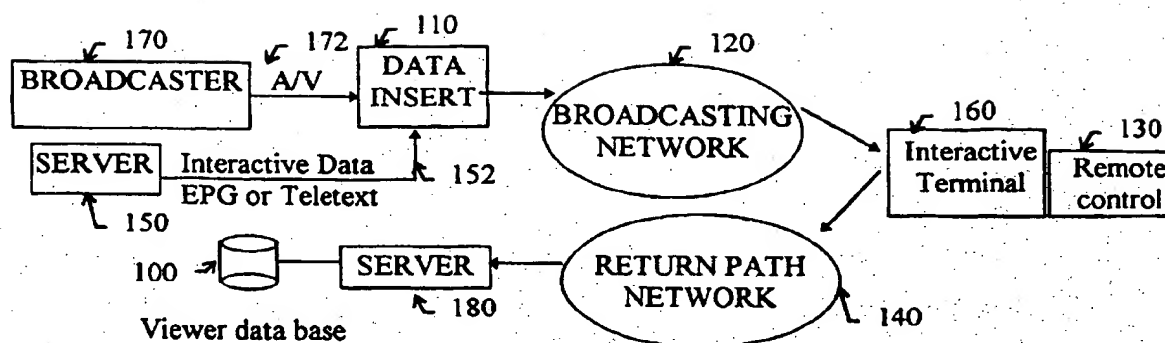 170
172
110
120
BROADCASTER
A/V
DATA
INSERT
BROADCASTING
NETWORK
160
130
SERVER
Interactive Data
EPG or Teletext
152
Interactive
Terminal
Remote
control
150
100
SERVER
RETURN PATH
NETWORK
180
140
Viewer data base